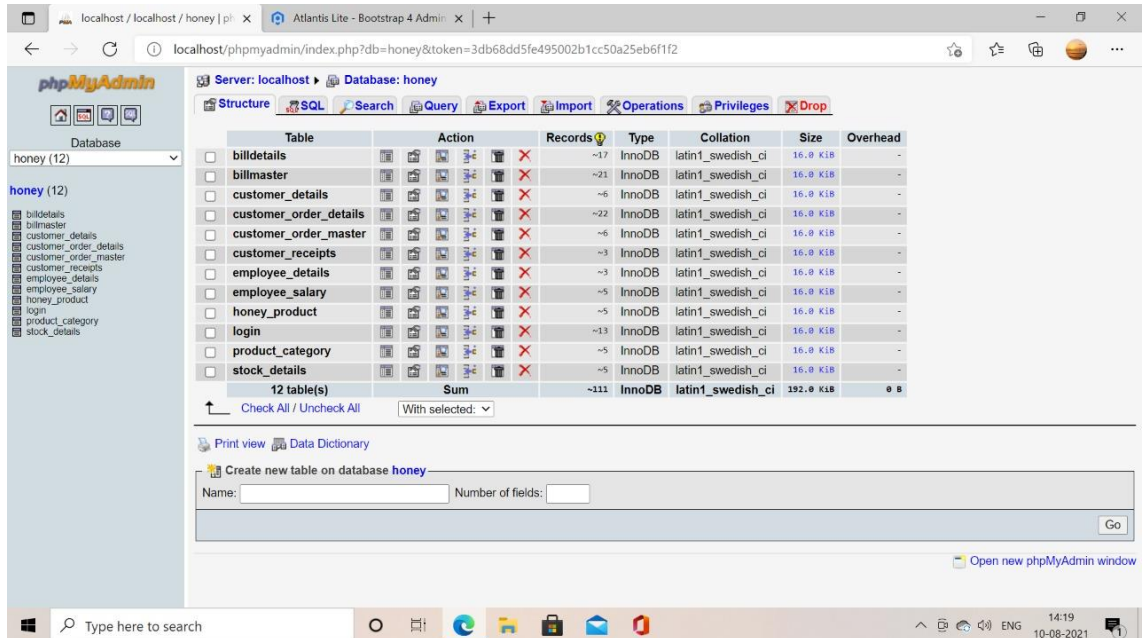 localhost / localhost / honey | ph
Atlantis Lite - Bootstrap 4 Admin
localhost/phpmyadmin/index.php?db=honey&token=3db68dd5fe495002b1cc50a25eb6f1f2
phpMyAdmin
Server: localhost Database: honey
Structure SQL Search Query Export Import Operations Privileges Drop
Database
honey (12)
honey (12)
billdetails
billmaster
customer_details
customer_order_details
customer_order_master
customer_receipts
employee_details
employee_salary
honey_product
login
product_category
stock_details
Table Action Records Type Collation Size Overhead
billdetails ~17 InnoDB latin1_swedish_ci 16.0 KiB -
billmaster ~21 InnoDB latin1_swedish_ci 16.0 KiB -
customer_details ~6 InnoDB latin1_swedish_ci 16.0 KiB -
customer_order_details ~22 InnoDB latin1_swedish_ci 16.0 KiB -
customer_order_master ~6 InnoDB latin1_swedish_ci 16.0 KiB -
customer_receipts ~3 InnoDB latin1_swedish_ci 16.0 KiB -
employee_details ~3 InnoDB latin1_swedish_ci 16.0 KiB -
employee_salary ~5 InnoDB latin1_swedish_ci 16.0 KiB -
honey_product ~5 InnoDB latin1_swedish_ci 16.0 KiB -
login ~13 InnoDB latin1_swedish_ci 16.0 KiB -
product_category ~5 InnoDB latin1_swedish_ci 16.0 KiB -
stock_details ~5 InnoDB latin1_swedish_ci 16.0 KiB -
12 table(s) Sum ~111 InnoDB latin1_swedish_ci 192.0 KiB 0 B
Check All / Uncheck All With selected:
Print view Data Dictionary
Create new table on database honey
Name: Number of fields:
Go
Open new phpMyAdmin window
Type here to search
ENG
14:19
10-08-2021